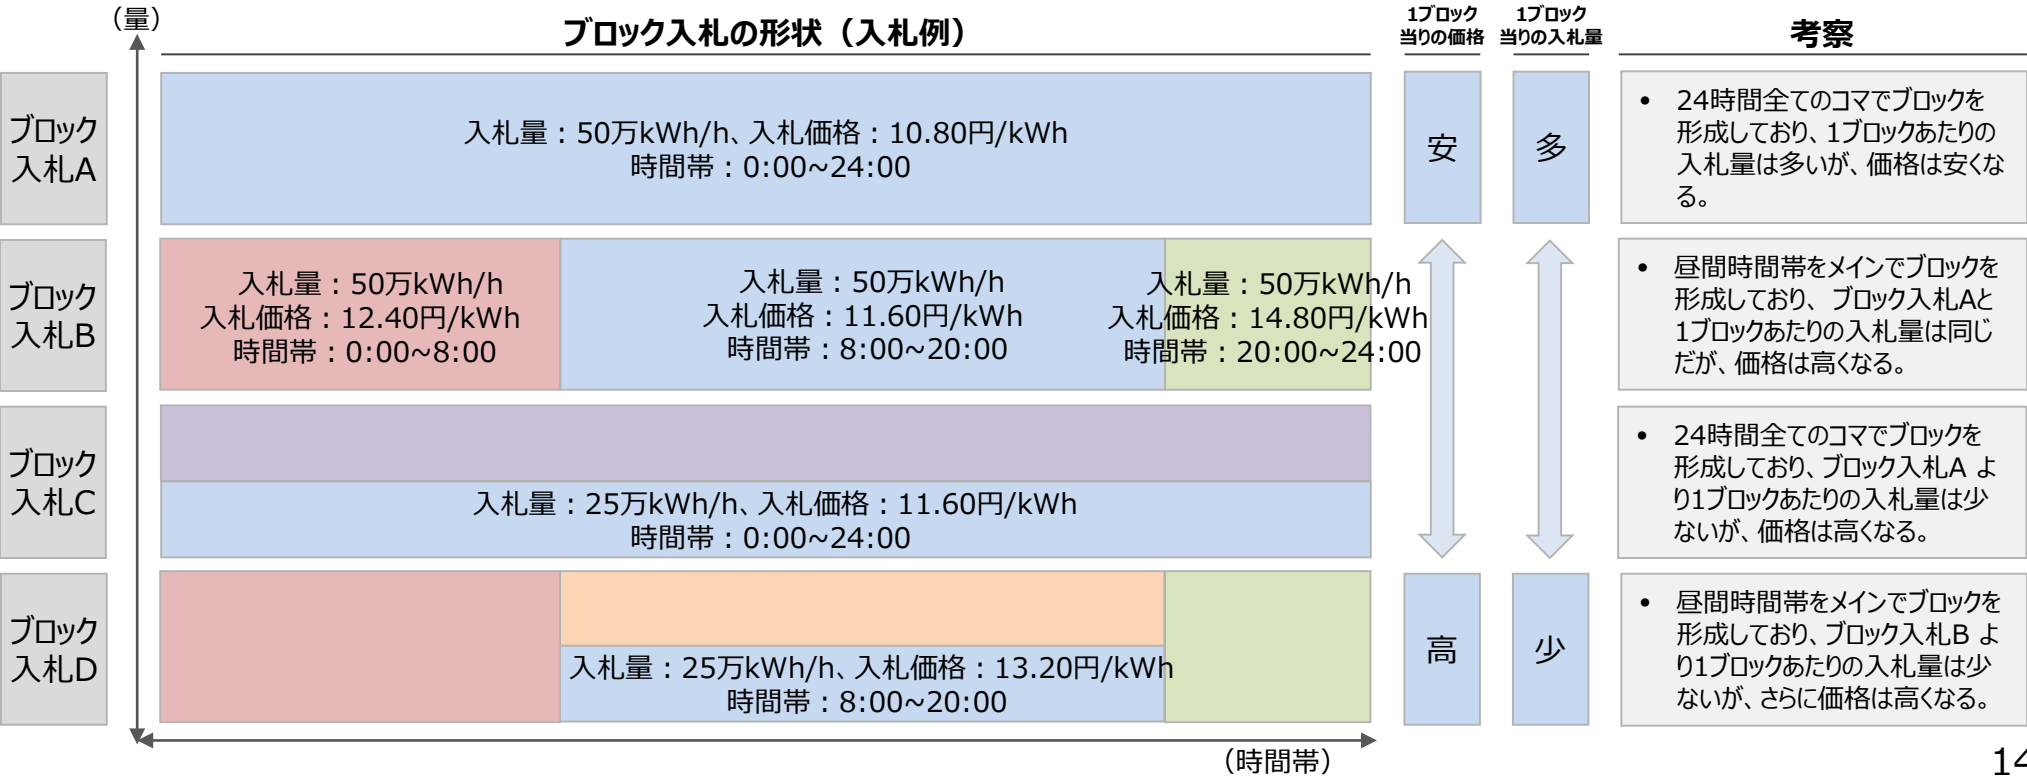 （量）
ブロック入札の形状（入札例）
1ブロック
当りの価格
1ブロック
当りの入札量
考察
ブロック
入札A
入札量：50万kWh/h、入札価格：10.80円/kWh
時間帯：0:00~24:00
安
多
• 24時間全てのコマでブロックを
形成しており、1ブロックあたりの
入札量は多いが、価格は安くな
る。
ブロック
入札B
入札量：50万kWh/h
入札価格：12.40円/kWh
時間帯：0:00~8:00
入札量：50万kWh/h
入札価格：11.60円/kWh
時間帯：8:00~20:00
入札量：50万kWh/h
入札価格：14.80円/kWh
時間帯：20:00~24:00
• 昼間時間帯をメインでブロックを
形成しており、 ブロック入札Aと
1ブロックあたりの入札量は同じ
だが、価格は高くなる。
ブロック
入札C
入札量：25万kWh/h、入札価格：11.60円/kWh
時間帯：0:00~24:00
• 24時間全てのコマでブロックを
形成しており、ブロック入札A よ
り1ブロックあたりの入札量は少
ないが、価格は高くなる。
ブロック
入札D
入札量：25万kWh/h、入札価格：13.20円/kWh
時間帯：8:00~20:00
高
少
• 昼間時間帯をメインでブロックを
形成しており、ブロック入札B よ
り1ブロックあたりの入札量は少
ないが、さらに価格は高くなる。
（時間帯）
14